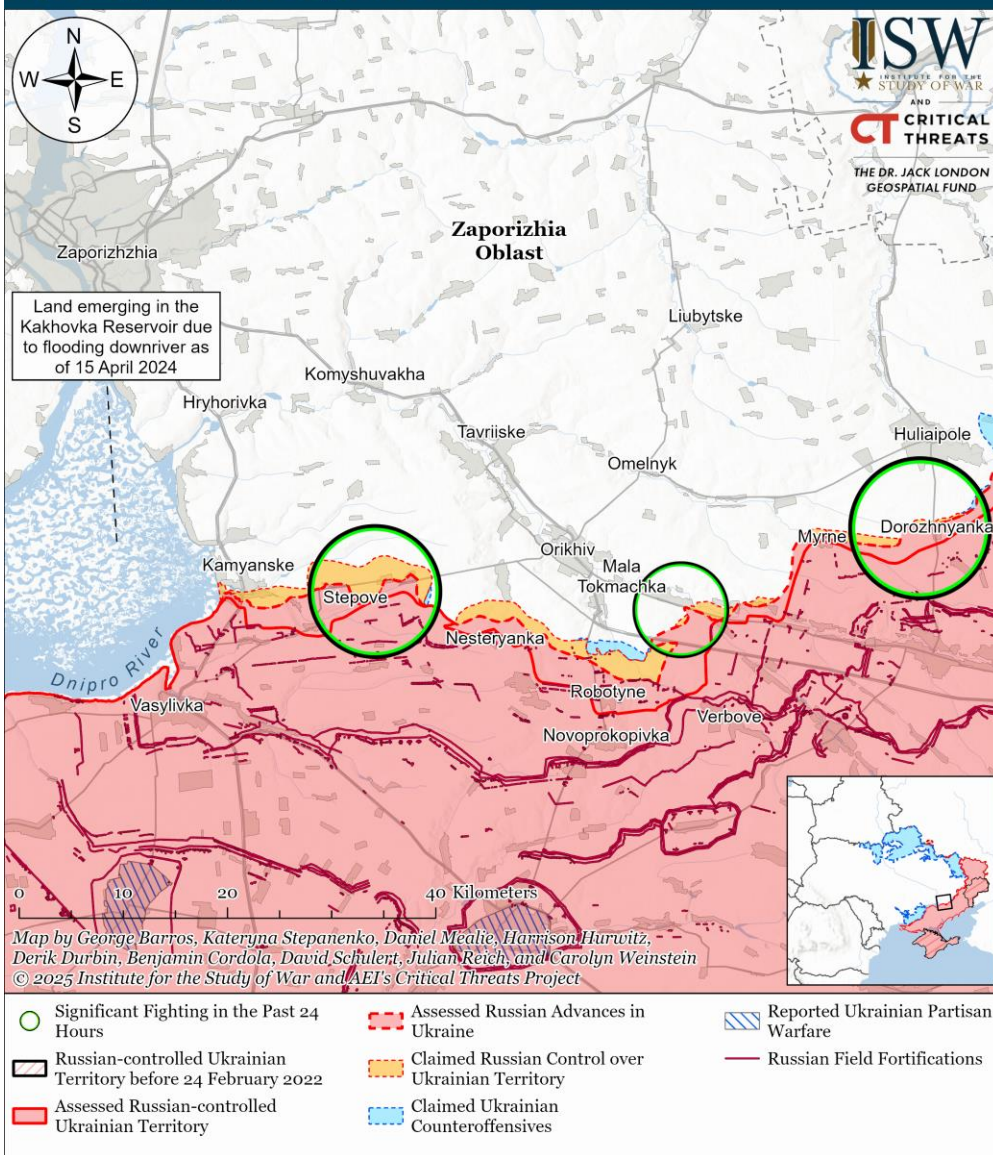 N
W
E
S
ISW
INSTITUTE FOR THE
STUDY OF WAR
AND
CT CRITICAL
THREATS
THE DR. JACK LONDON
GEOSPATIAL FUND
Zaporizhia
Oblast
Zaporizhzhia
Land emerging in the
Kakhovka Reservoir due
to flooding downriver as
of 15 April 2024
Liubytske
Komyshuvakha
Hryhorivka
Tavriiske
Huliaipole
Omelnyk
Dorozhnyanka
Myrne
Orikhiv
Mala
Tokmachka
Kamyanske
Stepove
Nesteryanka
Dnipro River
Robotyne
Vasylivka
Verbove
Novoprokopivka
0 10 20 40 Kilometers
Map by George Barros, Kateryna Stepanenko, Daniel Mealie, Harrison Hurwitz,
Derik Durbin, Benjamin Cordola, David Schulert, Julian Reich, and Carolyn Weinstein
© 2025 Institute for the Study of War and AEI's Critical Threats Project
Significant Fighting in the Past 24
Hours
Russian-controlled Ukrainian
Territory before 24 February 2022
Assessed Russian-controlled
Ukrainian Territory
Assessed Russian Advances in
Ukraine
Claimed Russian Control over
Ukrainian Territory
Claimed Ukrainian
Counteroffensives
Reported Ukrainian Partisan
Warfare
Russian Field Fortifications